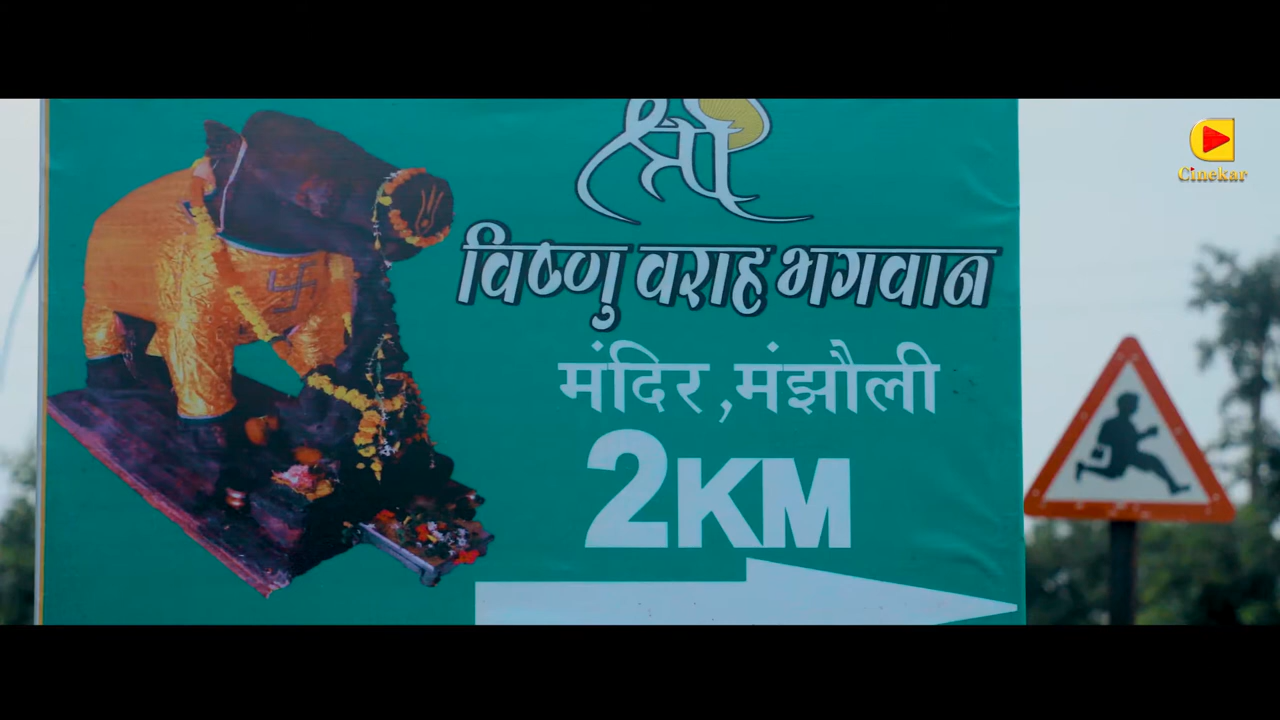 श्री
विष्णु वराह भगवान
मंदिर, मंझौली
2KM
Cinekar